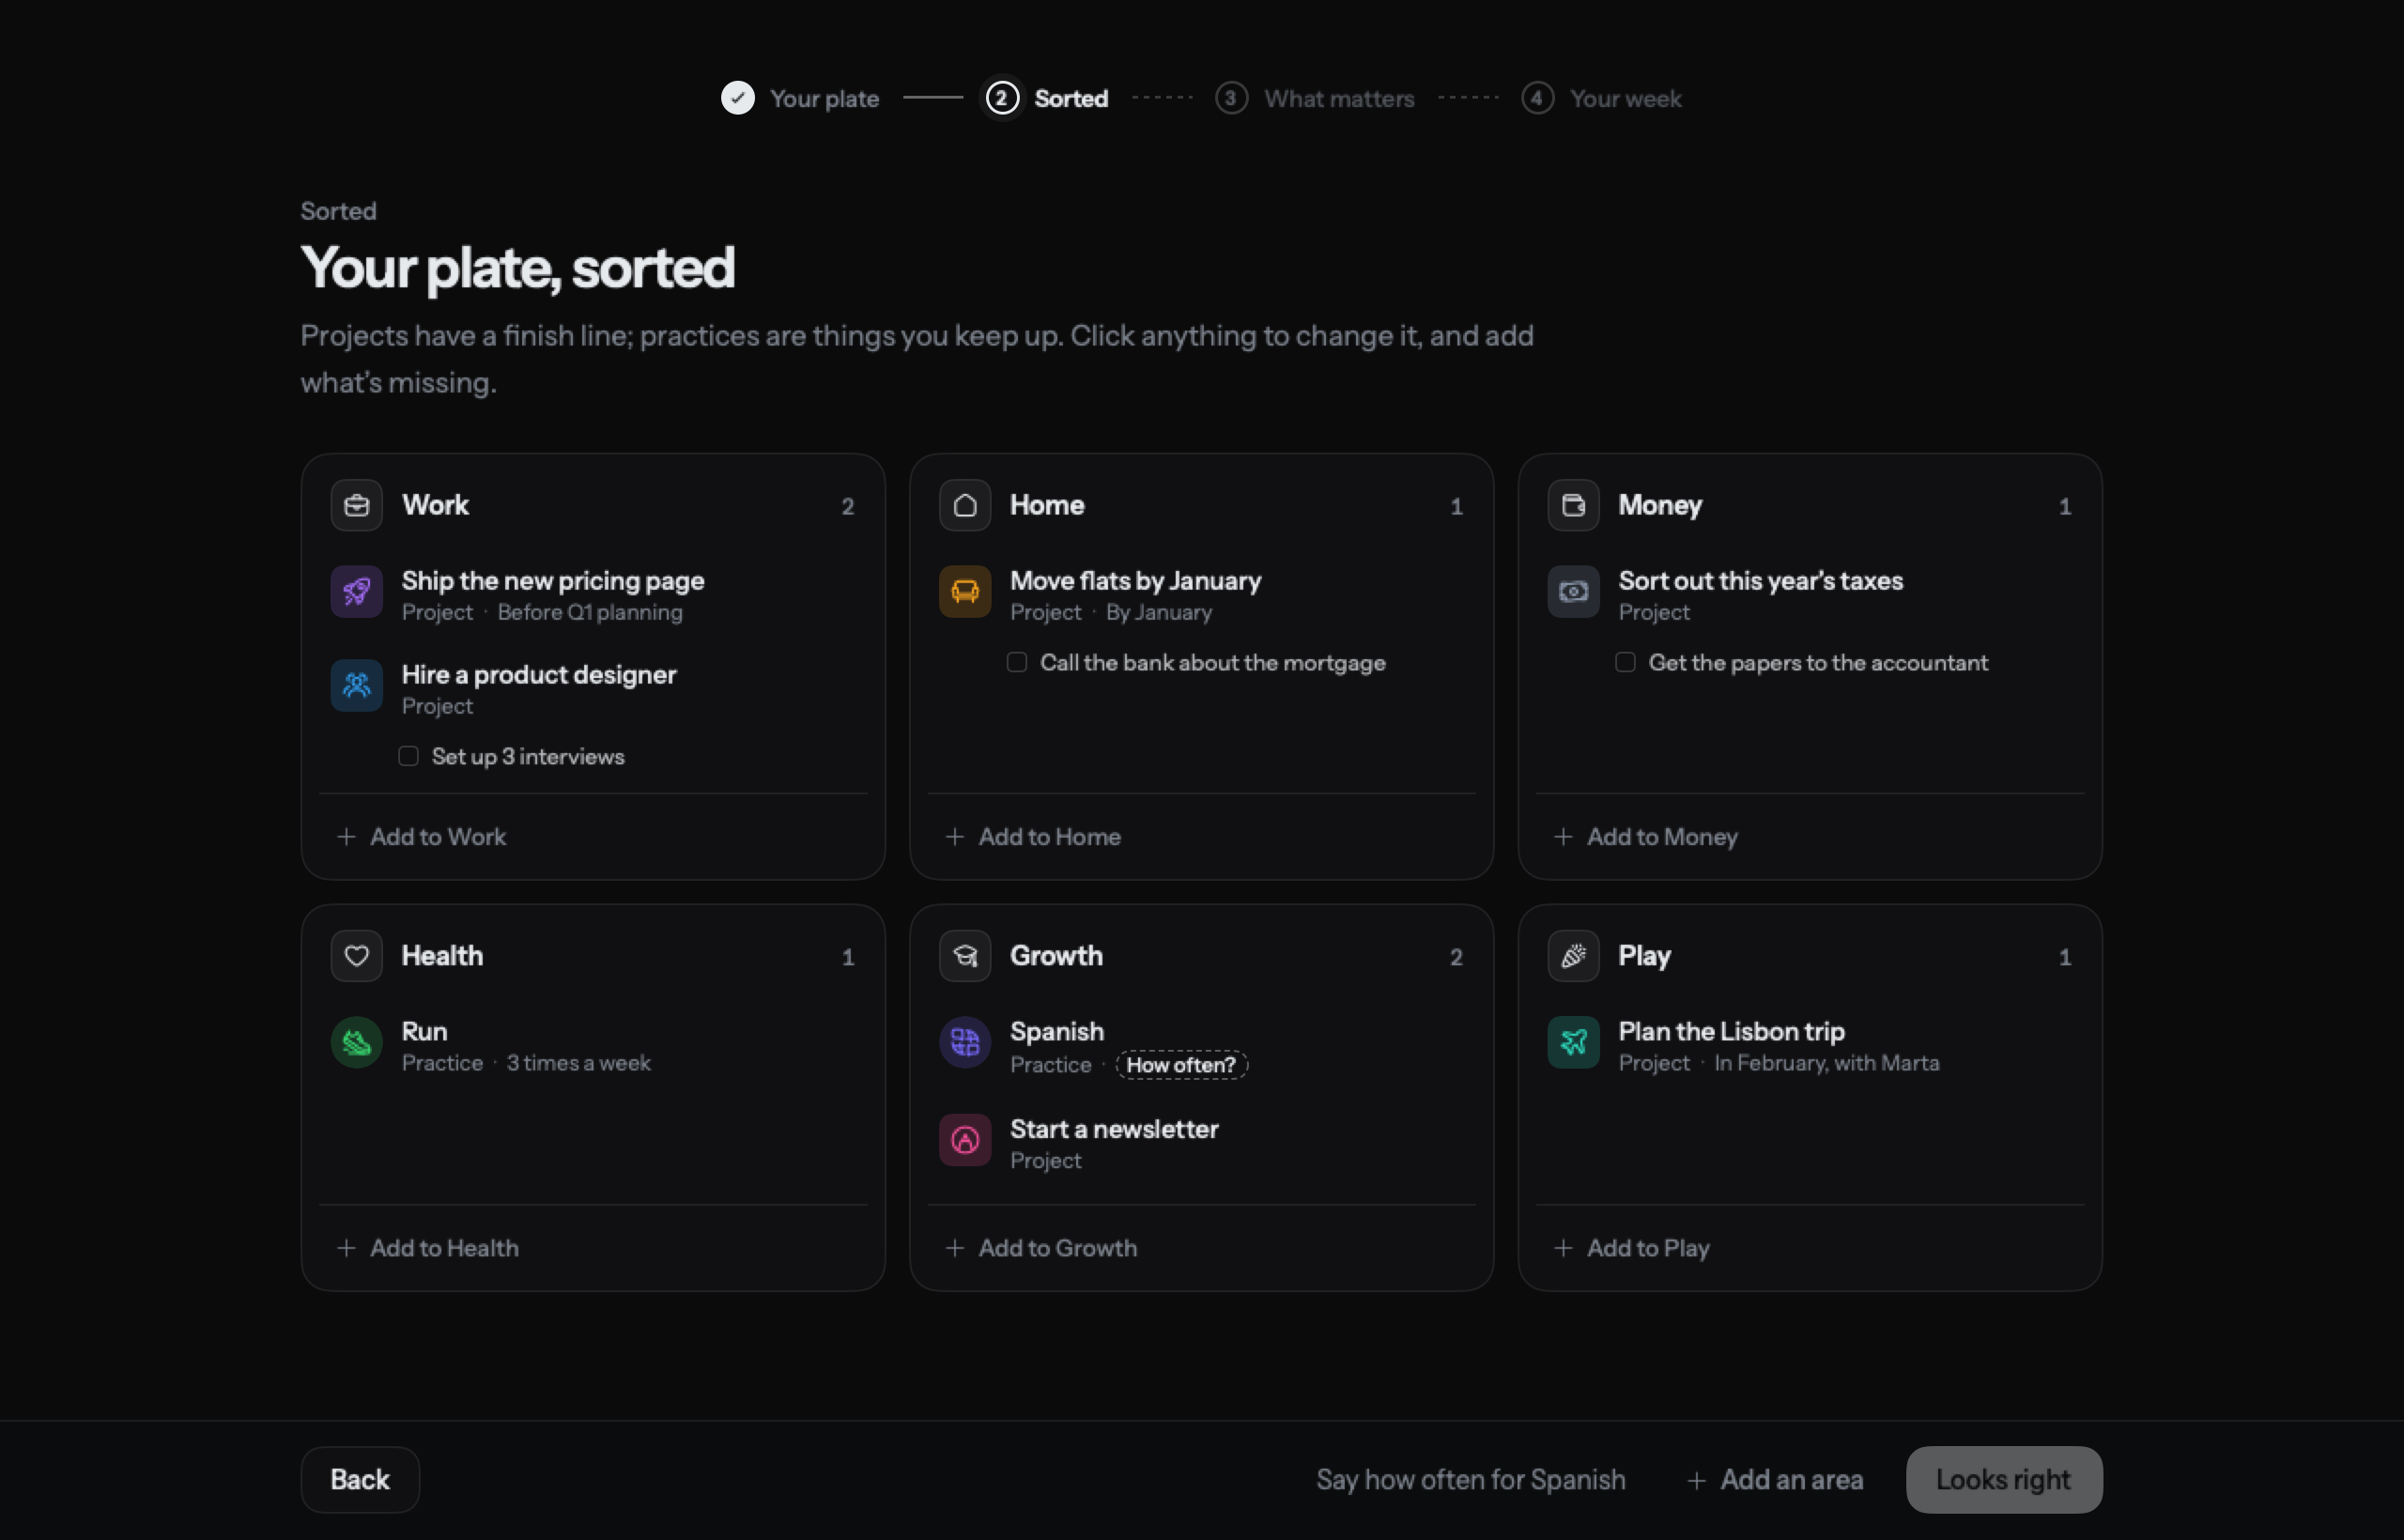 Your plate
2 Sorted
3 What matters
4 Your week
Sorted
Your plate, sorted
Projects have a finish line; practices are things you keep up. Click anything to change it, and add
what's missing.
Work 2
Ship the new pricing page
Project · Before Q1 planning
Hire a product designer
Project
Set up 3 interviews
+ Add to Work
Home 1
Move flats by January
Project · By January
Call the bank about the mortgage
+ Add to Home
Money 1
Sort out this year's taxes
Project
Get the papers to the accountant
+ Add to Money
Health 1
Run
Practice · 3 times a week
+ Add to Health
Growth 2
Spanish
Practice · How often?
Start a newsletter
Project
+ Add to Growth
Play 1
Plan the Lisbon trip
Project · In February, with Marta
+ Add to Play
Back
Say how often for Spanish
+ Add an area
Looks right